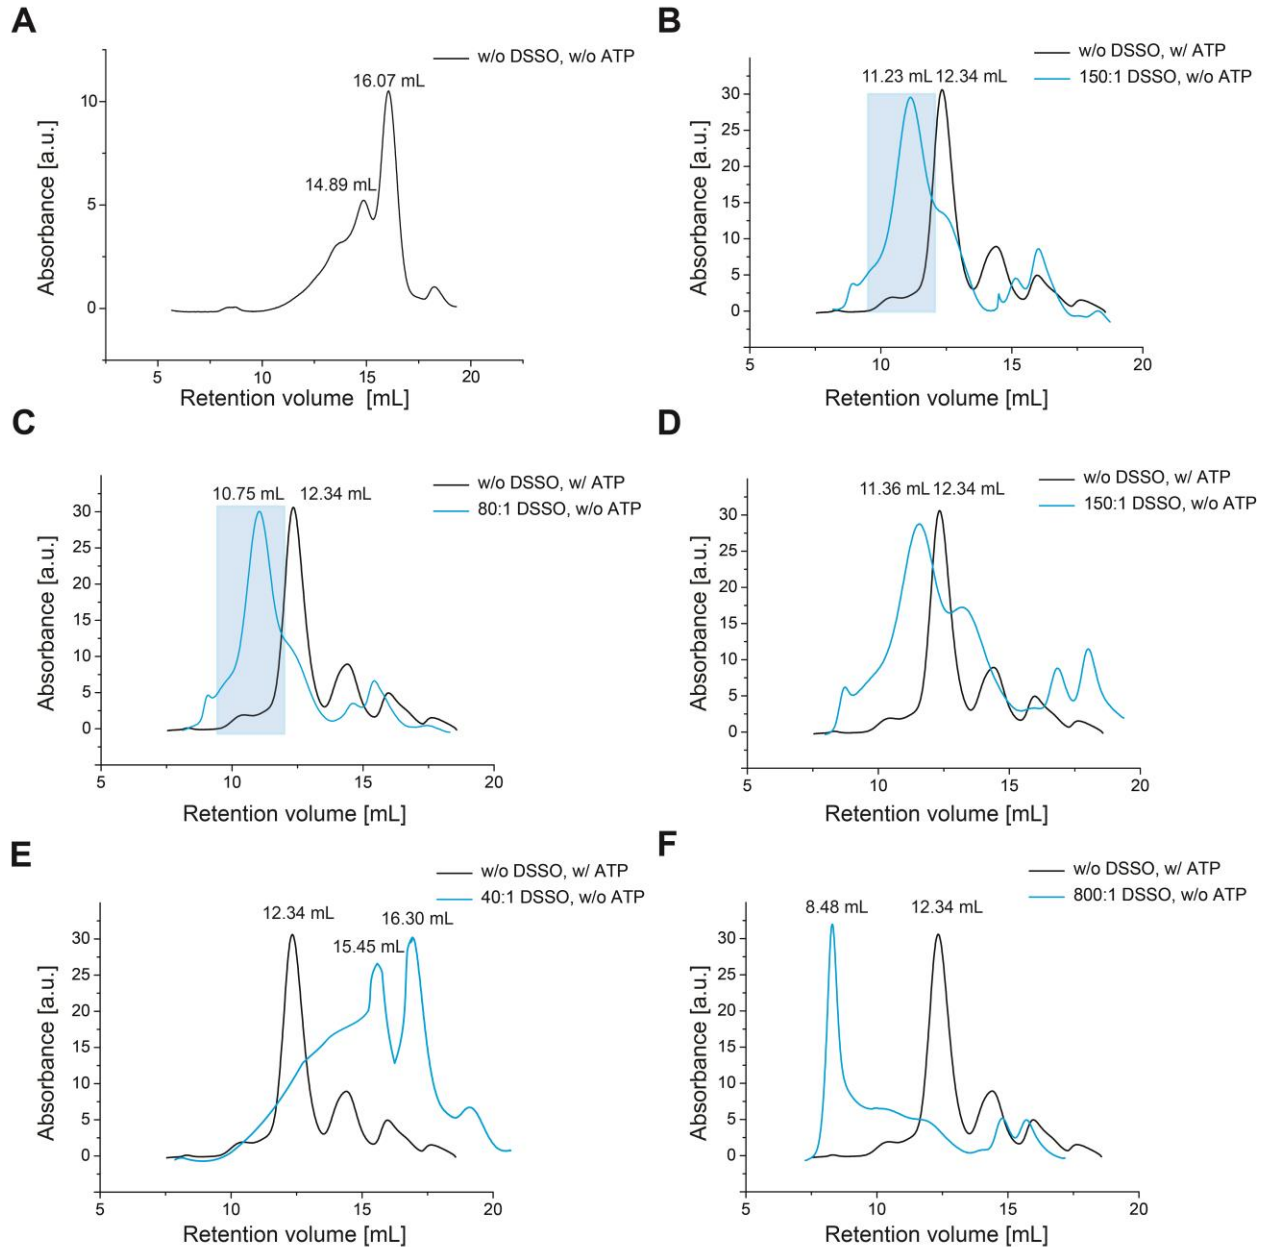 A
w/o DSSO, w/o ATP
16.07 mL
14.89 mL
10
5
0
5 10 15 20
Absorbance [a.u.]
Retention volume [mL]
B
w/o DSSO, w/ ATP
150:1 DSSO, w/o ATP
11.23 mL 12.34 mL
30
25
20
15
10
5
0
5 10 15 20
Absorbance [a.u.]
Retention volume [mL]
C
w/o DSSO, w/ ATP
80:1 DSSO, w/o ATP
10.75 mL 12.34 mL
30
25
20
15
10
5
0
5 10 15 20
Absorbance [a.u.]
Retention volume [mL]
D
w/o DSSO, w/ ATP
150:1 DSSO, w/o ATP
11.36 mL 12.34 mL
30
25
20
15
10
5
0
5 10 15 20
Absorbance [a.u.]
Retention volume [mL]
E
w/o DSSO, w/ ATP
40:1 DSSO, w/o ATP
12.34 mL
16.30 mL
15.45 mL
30
25
20
15
10
5
0
5 10 15 20
Absorbance [a.u.]
Retention volume [mL]
F
w/o DSSO, w/ ATP
800:1 DSSO, w/o ATP
8.48 mL 12.34 mL
30
25
20
15
10
5
0
5 10 15 20
Absorbance [a.u.]
Retention volume [mL]